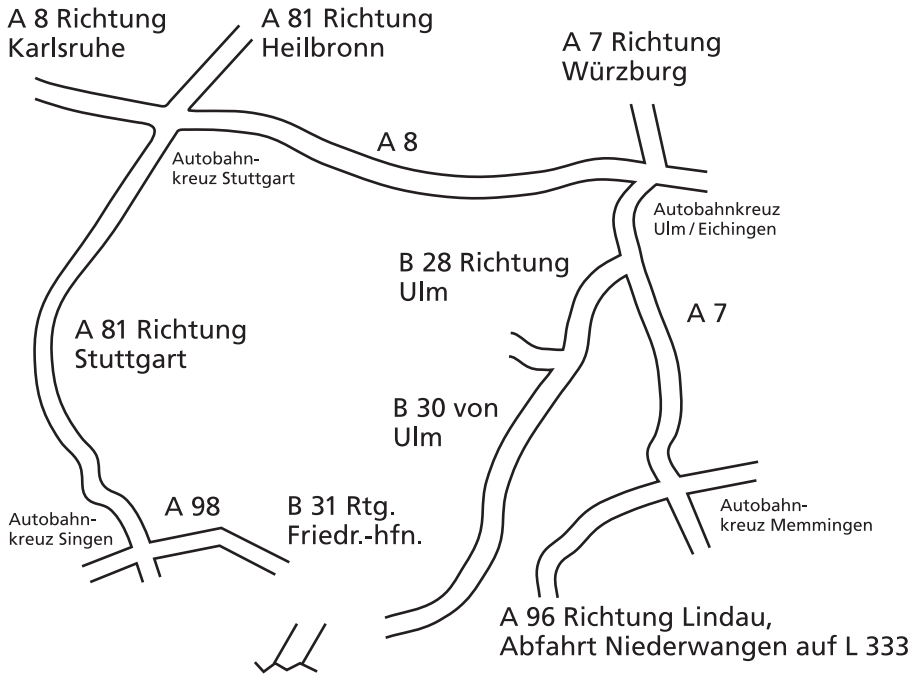 A 8 Richtung
Karlsruhe
A 81 Richtung
Heilbronn
A 7 Richtung
Würzburg
A 8
Autobahn-
kreuz Stuttgart
Autobahnkreuz
Ulm / Eichingen
B 28 Richtung
Ulm
A 7
A 81 Richtung
Stuttgart
B 30 von
Ulm
A 98
B 31 Rtg.
Friedr.-hfn.
Autobahn-
kreuz Singen
Autobahn-
kreuz Memmingen
A 96 Richtung Lindau,
Abfahrt Niederwangen auf L 333